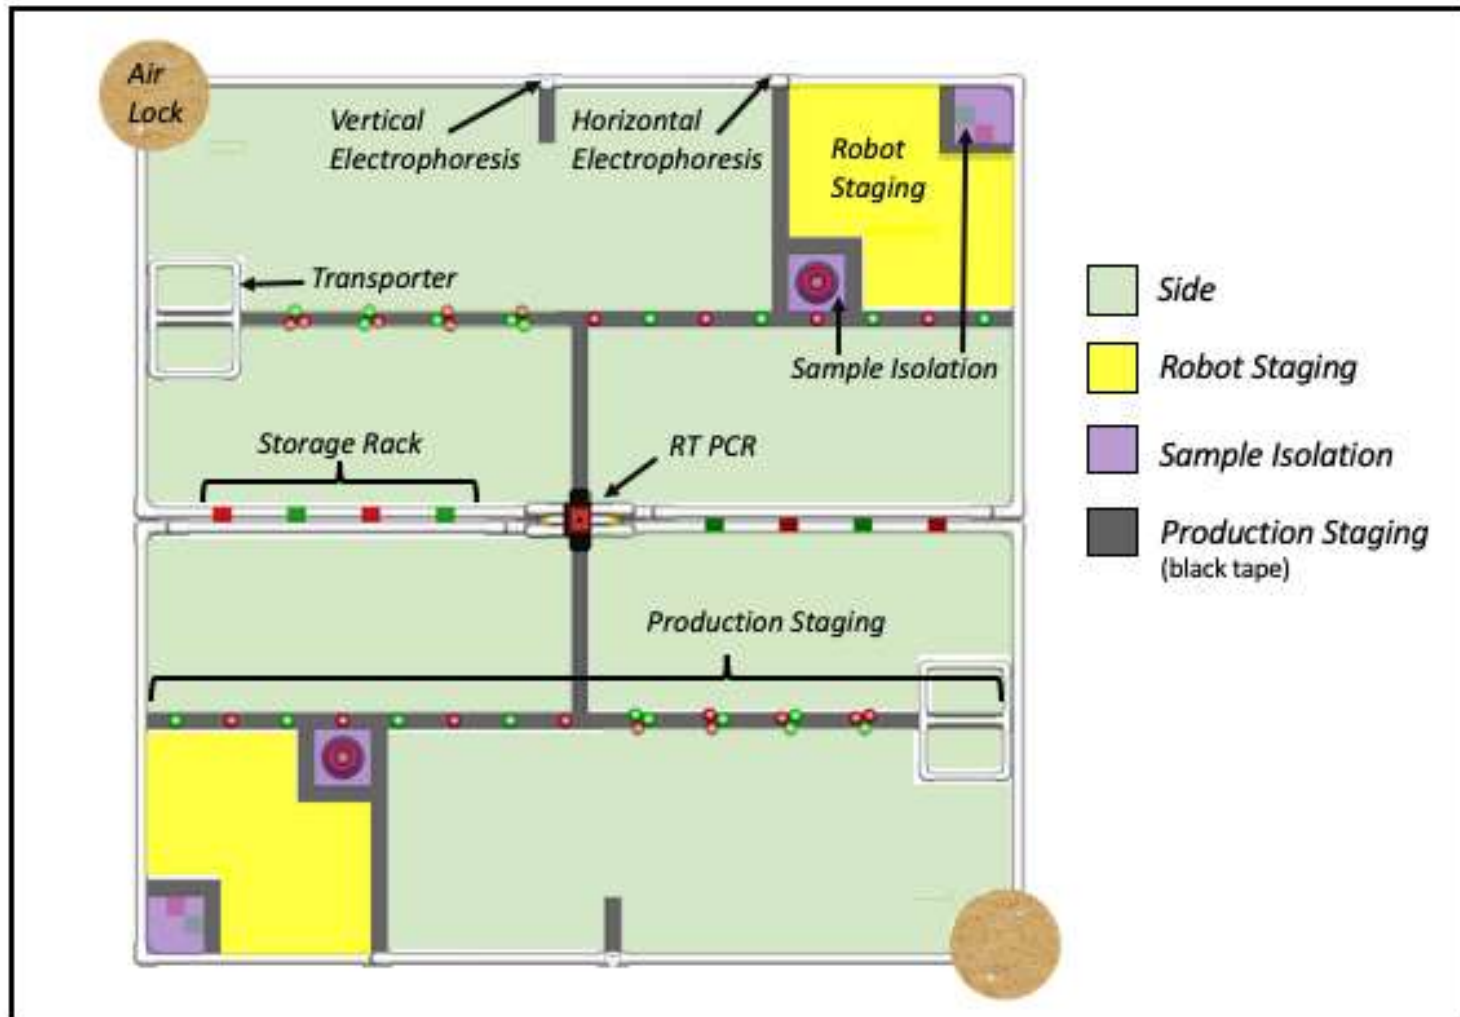 Air
Lock
Vertical
Electrophoresis
Horizontal
Electrophoresis
Robot
Staging
Transporter
Sample Isolation
Storage Rack
RT PCR
Production Staging
Side
Robot Staging
Sample Isolation
Production Staging
(black tape)